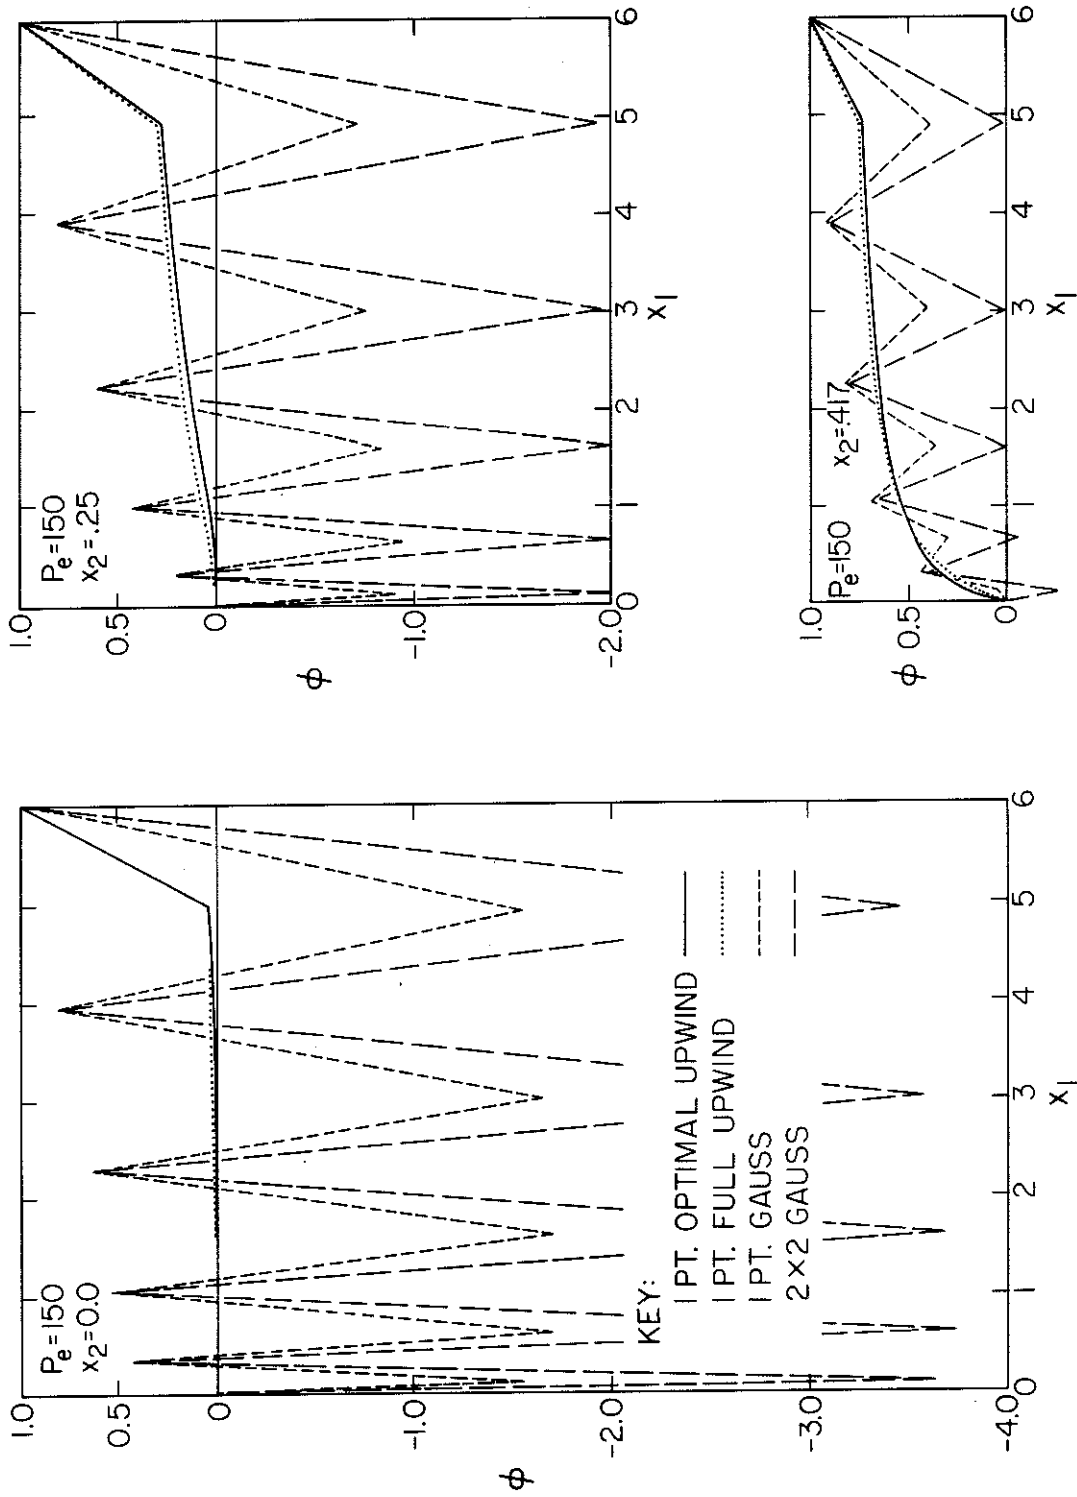 Pe=150
x2=0.0
1.0
0.5
0
-1.0
-2.0
-3.0
-4.0
ϕ
0
1
2
3
4
5
6
x1
KEY:
1 PT. OPTIMAL UPWIND
1 PT. FULL UPWIND
1 PT. GAUSS
2×2 GAUSS
Pe=150
x2=.25
1.0
0.5
0
-1.0
-2.0
ϕ
0
1
2
3
4
5
6
x1
Pe=150 x2=.417
1.0
0.5
0
ϕ
0
1
2
3
4
5
6
x1